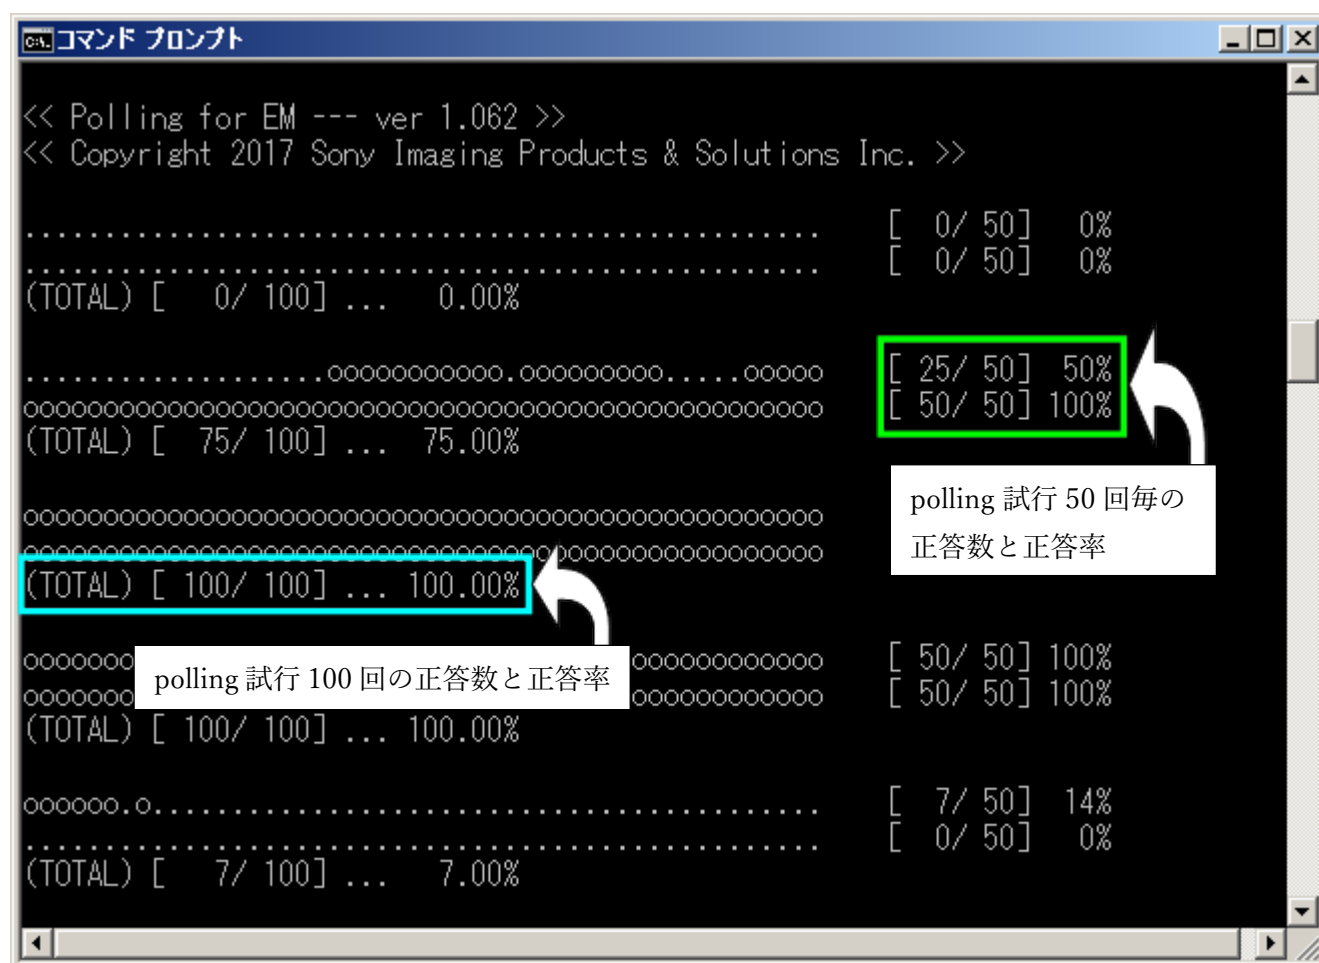 コマンド プロンプト
<< Polling for EM --- ver 1.062 >>
<< Copyright 2017 Sony Imaging Products & Solutions Inc. >>
.................................................. [ 0/ 50] 0%
.................................................. [ 0/ 50] 0%
(TOTAL) [ 0/ 100] ... 0.00%
...................ooooooooooo.ooooooooo.....ooooo [ 25/ 50] 50%
oooooooooooooooooooooooooooooooooooooooooooooooooo [ 50/ 50] 100%
(TOTAL) [ 75/ 100] ... 75.00%
polling 試行 50 回毎の
正答数と正答率
oooooooooooooooooooooooooooooooooooooooooooooooooo
oooooooooooooooooooooooooooooooooooooooooooooooooo
(TOTAL) [ 100/ 100] ... 100.00%
polling 試行 100 回の正答数と正答率
ooooooo oooooooooooo [ 50/ 50] 100%
ooooooo oooooooooooo [ 50/ 50] 100%
(TOTAL) [ 100/ 100] ... 100.00%
oooooo.o.......................................... [ 7/ 50] 14%
.................................................. [ 0/ 50] 0%
(TOTAL) [ 7/ 100] ... 7.00%